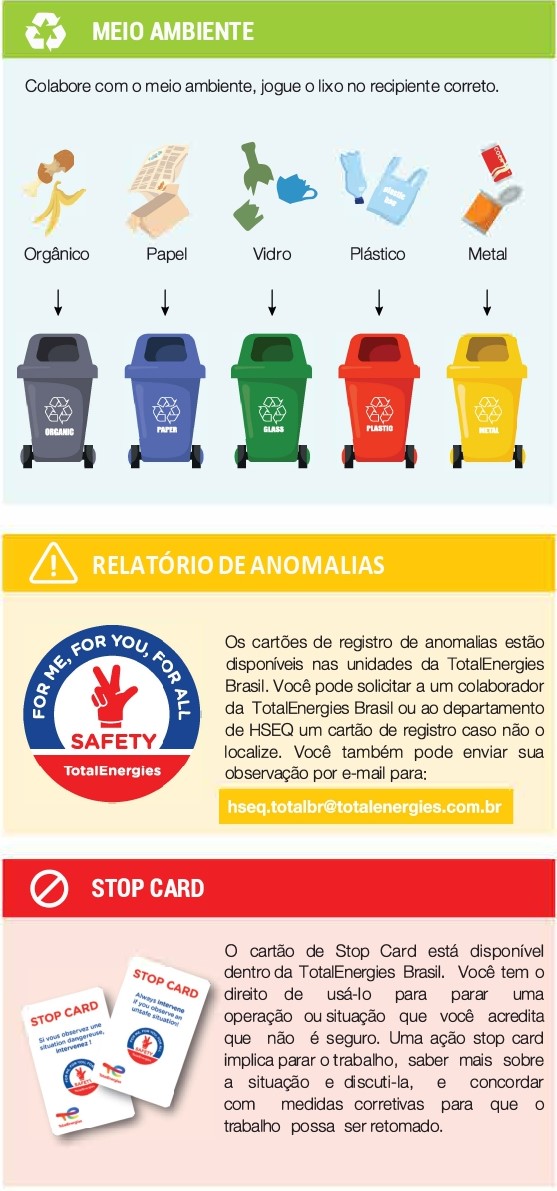 MEIO AMBIENTE
Colabore com o meio ambiente, jogue o lixo no recipiente correto.
Orgânico
Papel
Vidro
Plástico
Metal
ORGANIC
PAPER
GLASS
PLASTIC
METAL
RELATÓRIO DE ANOMALIAS
FOR ME, FOR YOU, FOR ALL
SAFETY
TotalEnergies
Os cartões de registro de anomalias estão
disponíveis nas unidades da TotalEnergies
Brasil. Você pode solicitar a um colaborador
da TotalEnergies Brasil ou ao departamento
de HSEQ um cartão de registro caso não o
localize. Você também pode enviar sua
observação por e-mail para:
hseq.totalbr@totalenergies.com.br
STOP CARD
STOP CARD
Si vous observez une
situation dangereuse,
intervenez !
SAFETY
TotalEnergies
STOP CARD
Always intervene
if you observe an
unsafe situation!
SAFETY
TotalEnergies
O cartão de Stop Card está disponível
dentro da TotalEnergies Brasil. Você tem o
direito de usá-lo para parar uma
operação ou situação que você acredita
que não é seguro. Uma ação stop card
implica parar o trabalho, saber mais sobre
a situação e discuti-la, e concordar
com medidas corretivas para que o
trabalho possa ser retomado.